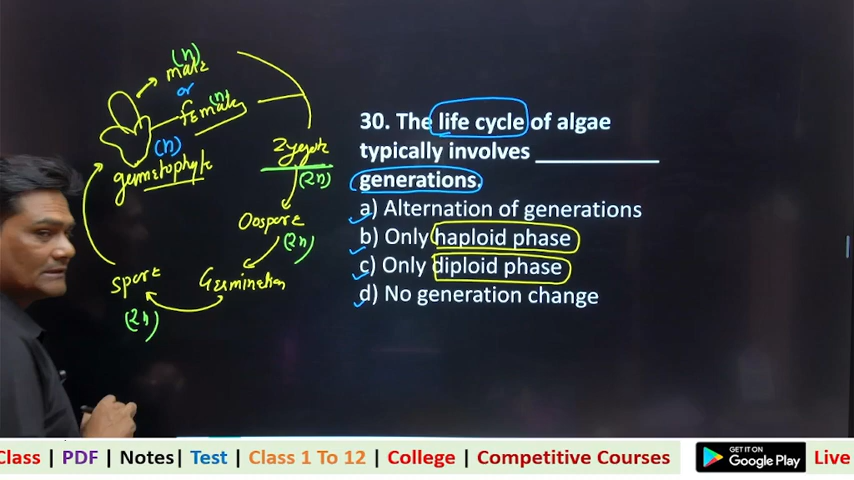 (n)
male
or
(n)
female
(n)
gemetophyte
Zygote
(2n)
Oospore
(2n)
Germination
Spore
(2n)
30. The life cycle of algae
typically involves ____________
generations.
a) Alternation of generations
b) Only haploid phase
c) Only diploid phase
d) No generation change
Class | PDF | Notes| Test | Class 1 To 12 | College | Competitive Courses
GET IT ON
Google Play
Live